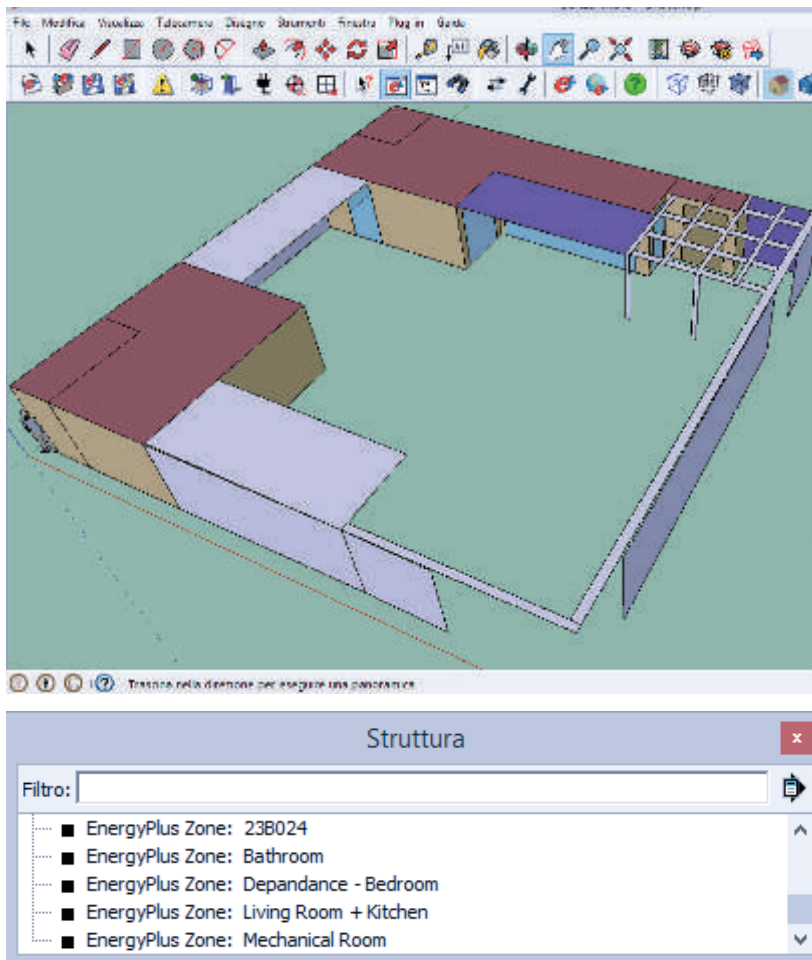 File Modifica Visualizza Telecamera Disegno Strumenti Finestra Plug-in Guida
Trascina nella direzione per eseguire una panoramica
Struttura
Filtro:
EnergyPlus Zone: 23B024
EnergyPlus Zone: Bathroom
EnergyPlus Zone: Depandance - Bedroom
EnergyPlus Zone: Living Room + Kitchen
EnergyPlus Zone: Mechanical Room